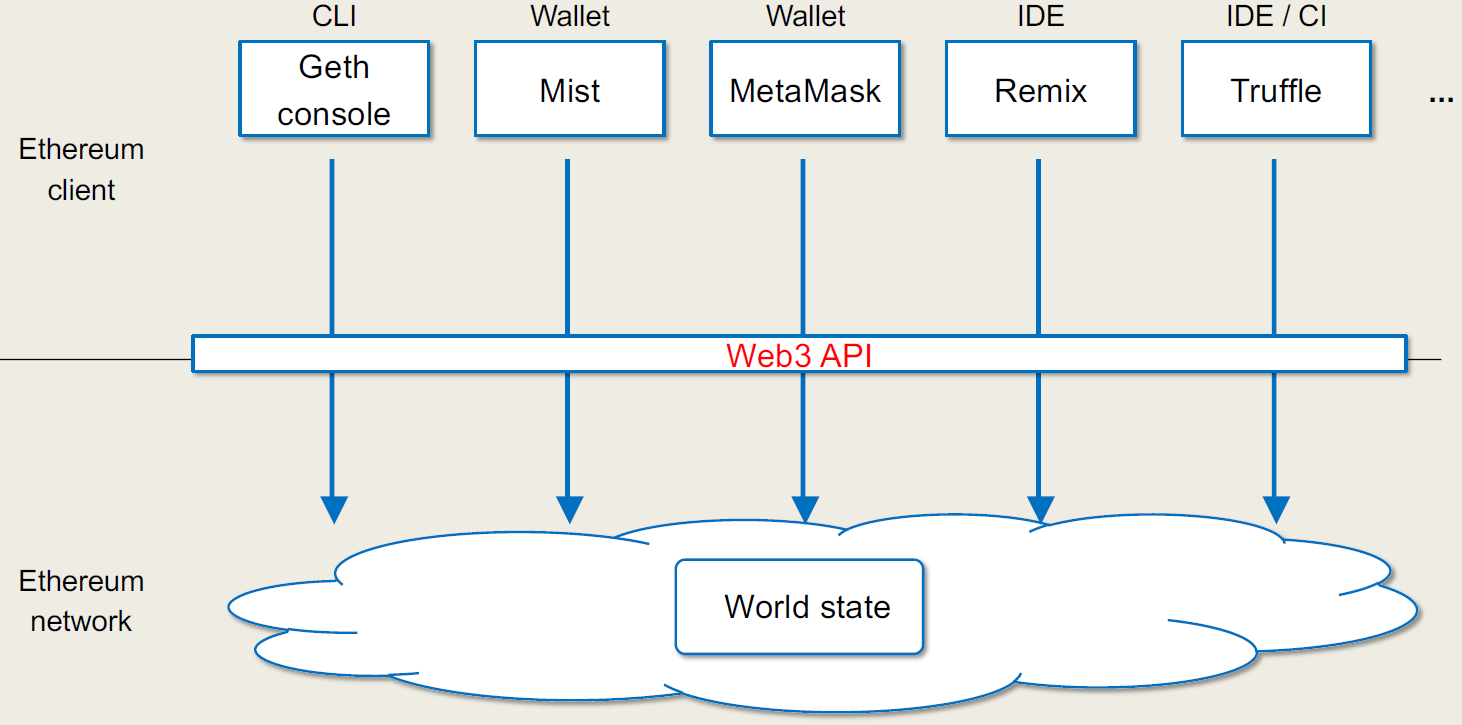 CLI
Wallet
Wallet
IDE
IDE / CI
Geth
console
Mist
MetaMask
Remix
Truffle
...
Ethereum
client
Web3 API
Ethereum
network
World state